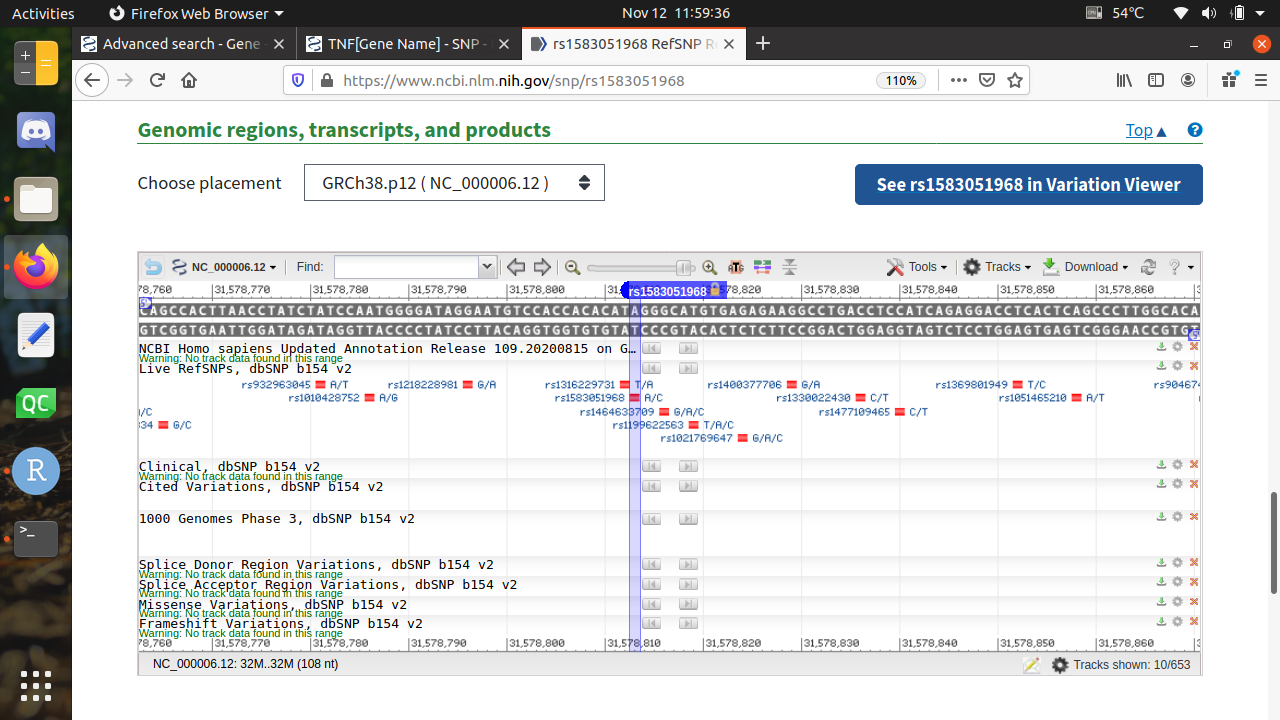 Activities Firefox Web Browser Nov 12 11:59:36 54°C
Advanced search - Gene TNF[Gene Name] - SNP - rs1583051968 RefSNP R
https://www.ncbi.nlm.nih.gov/snp/rs1583051968 110%
Genomic regions, transcripts, and products Top
Choose placement GRCh38.p12 ( NC_000006.12 ) See rs1583051968 in Variation Viewer
NC_000006.12 Find: Tools Tracks Download ?
78,760 31,578,770 31,578,780 31,578,790 31,578,800 rs1583051968 578,820 31,578,830 31,578,840 31,578,850 31,578,860
CAGCCACTTAACCTATCTATCCAATGGGGATAGGAATGTCCACCACACATAGGGCATGTGAGAGAAGGCCTGACCTCCATCAGAGGACCTCACTCAGCCCTTGGCACA
GTCGGTGAATTGGATAGATAGGTTACCCCTATCCTTACAGGTGGTGTGTATCCCGTACACTCTCTTCCGGACTGGAGGTAGTCTCCTGGAGTGAGTCGGGAACCGTGT
NCBI Homo sapiens Updated Annotation Release 109.20200815 on G…
Warning: No track data found in this range
Live RefSNPs, dbSNP b154 v2
rs932963045 A/T rs1218228981 G/A rs1316229731 T/A rs1400377706 G/A rs1369801949 T/C rs90467
rs1010428752 A/G rs1583051968 A/C rs1330022430 C/T rs1051465210 A/T
/C rs1464633709 G/A/C rs1477109465 C/T
334 G/C rs1199622563 T/A/C
rs1021769647 G/A/C
Clinical, dbSNP b154 v2
Warning: No track data found in this range
Cited Variations, dbSNP b154 v2
1000 Genomes Phase 3, dbSNP b154 v2
Splice Donor Region Variations, dbSNP b154 v2
Warning: No track data found in this range
Splice Acceptor Region Variations, dbSNP b154 v2
Warning: No track data found in this range
Missense Variations, dbSNP b154 v2
Warning: No track data found in this range
Frameshift Variations, dbSNP b154 v2
Warning: No track data found in this range
78,760 31,578,770 31,578,780 31,578,790 31,578,800 31,578,810 31,578,820 31,578,830 31,578,840 31,578,850 31,578,860
NC_000006.12: 32M..32M (108 nt) Tracks shown: 10/653